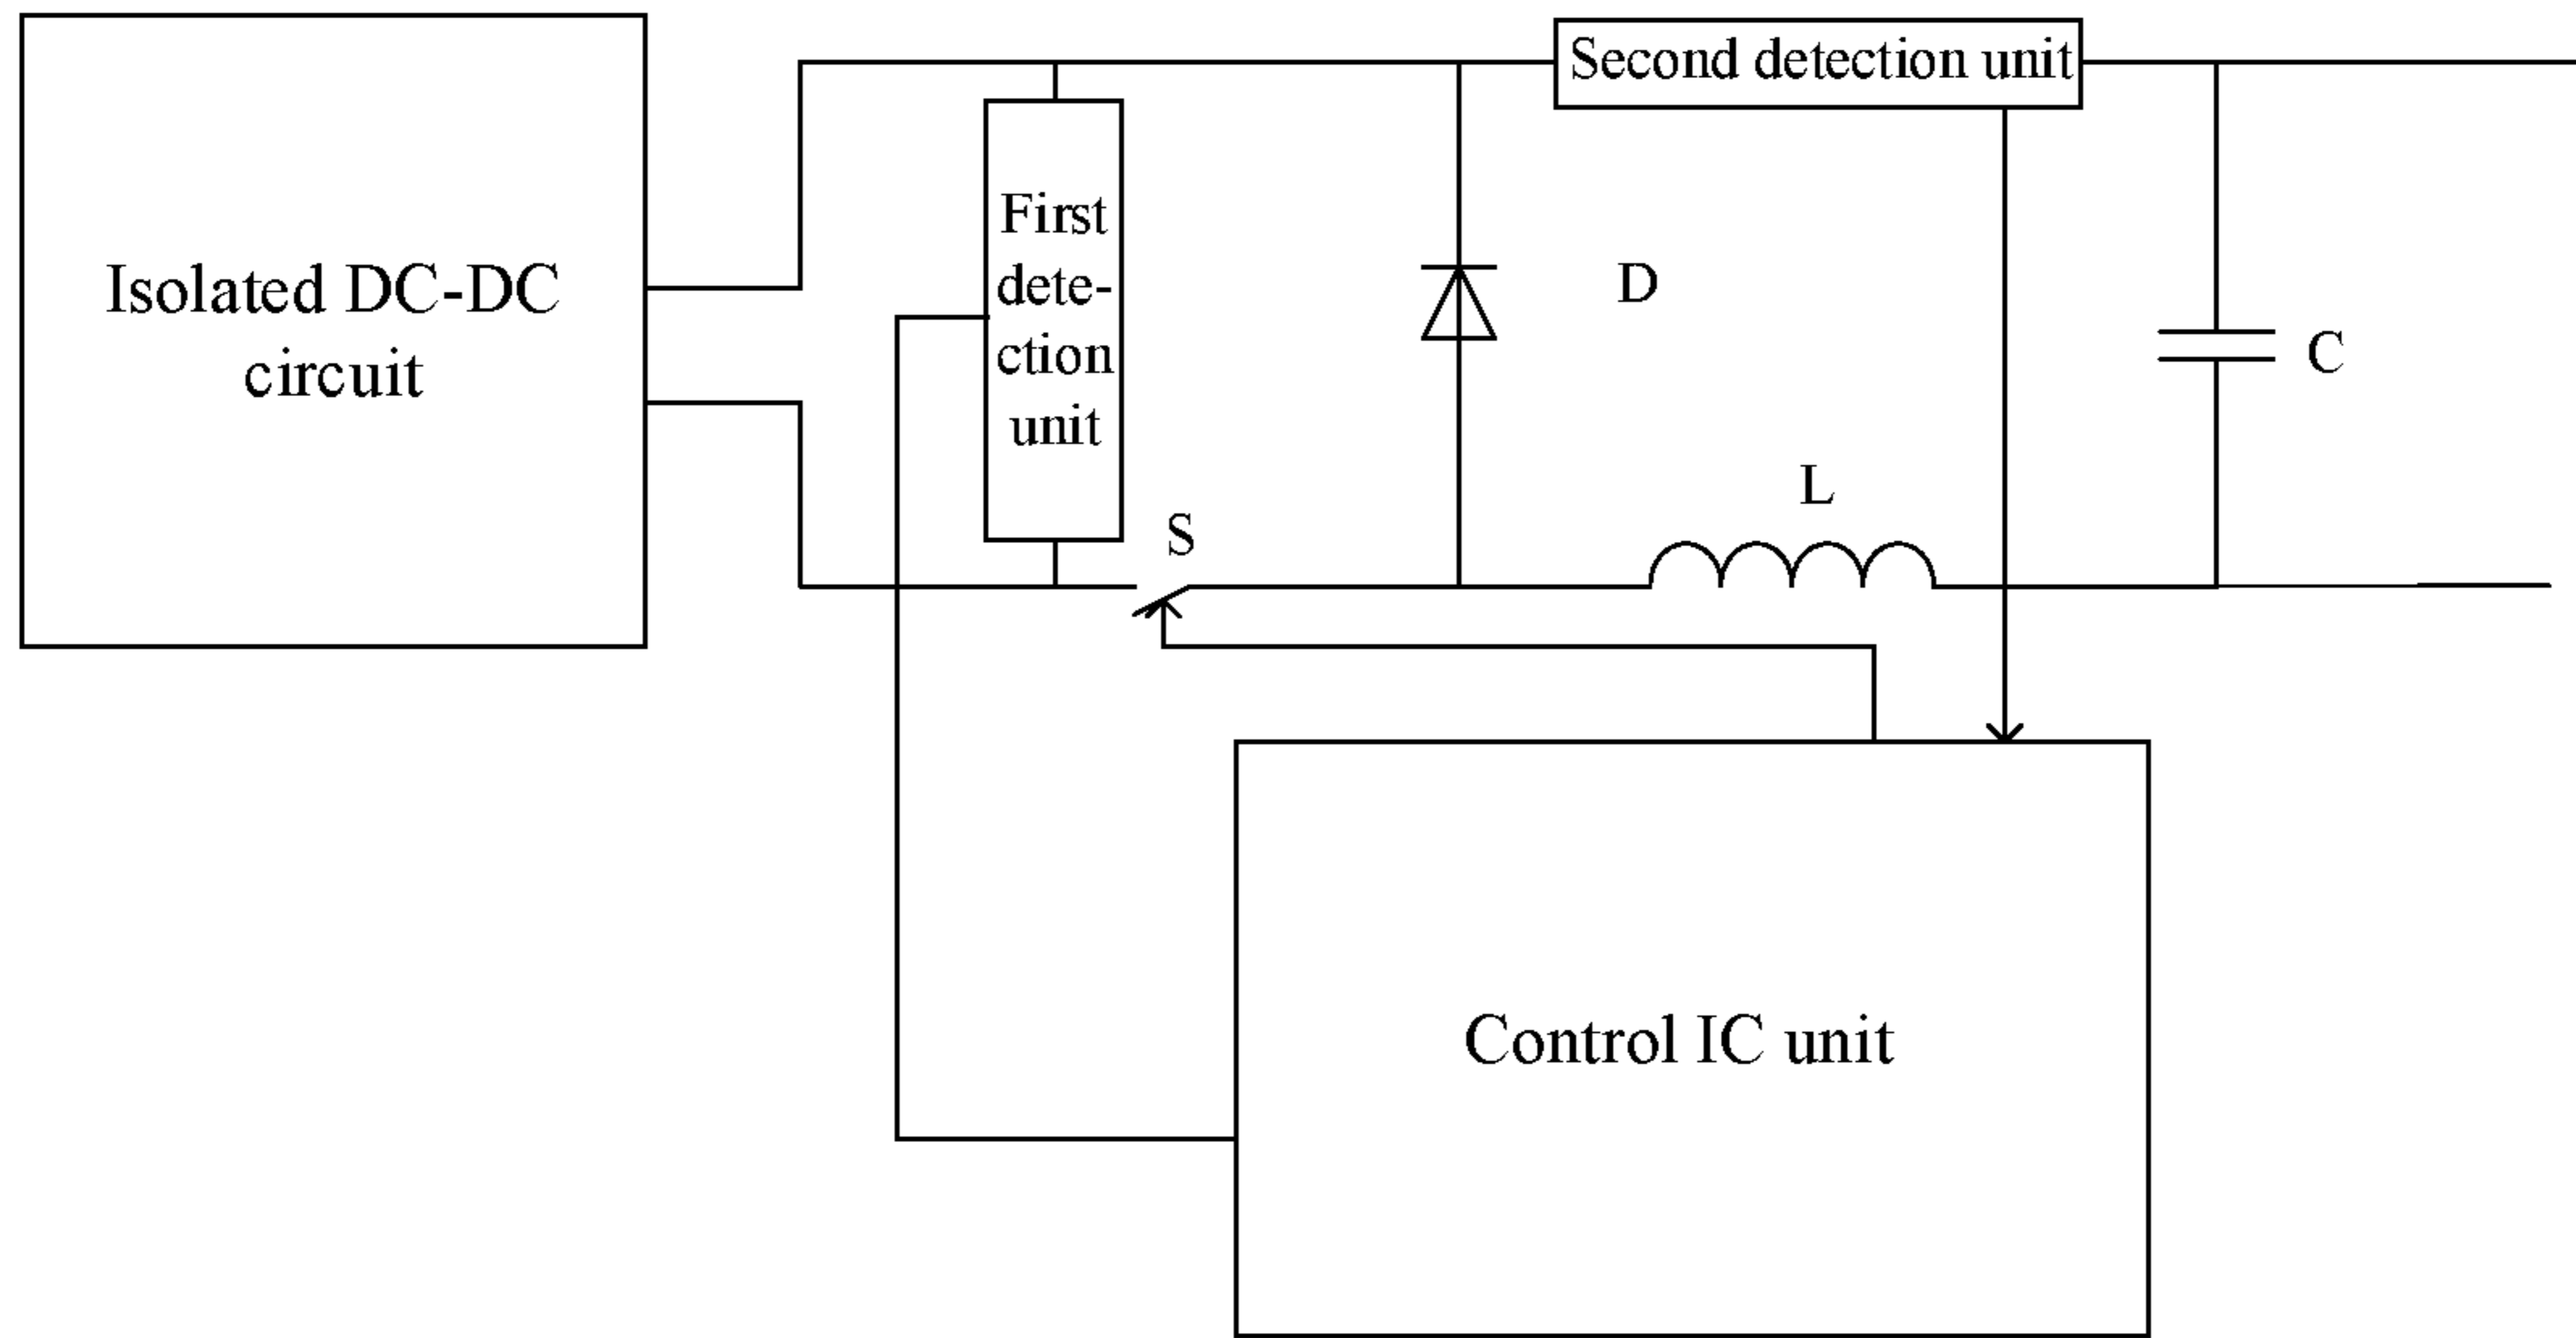 Isolated DC-DC
circuit
First
dete-
ction
unit
S
D
Second detection unit
L
C
Control IC unit